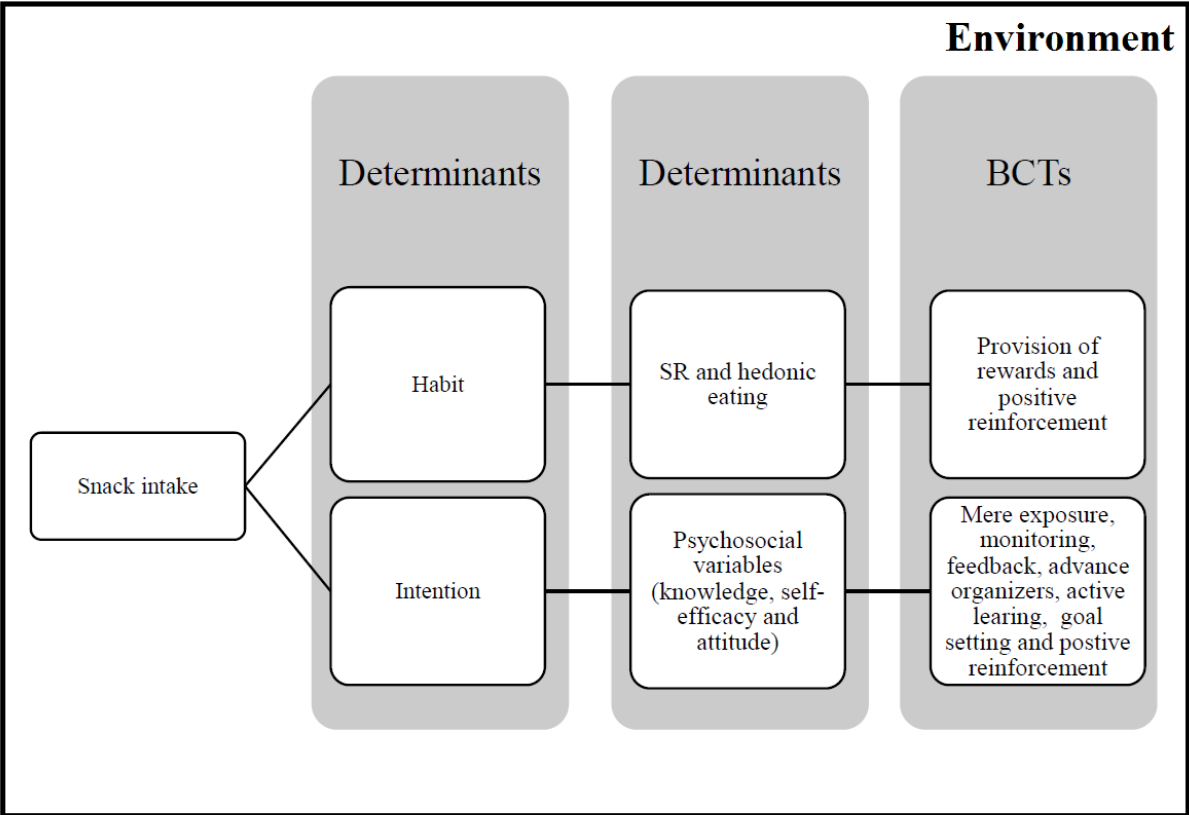 Environment
Determinants
Determinants
BCTs
Snack intake
Habit
SR and hedonic
eating
Provision of
rewards and
positive
reinforcement
Intention
Psychosocial
variables
(knowledge, self-
efficacy and
attitude)
Mere exposure,
monitoring,
feedback, advance
organizers, active
learing, goal
setting and postive
reinforcement